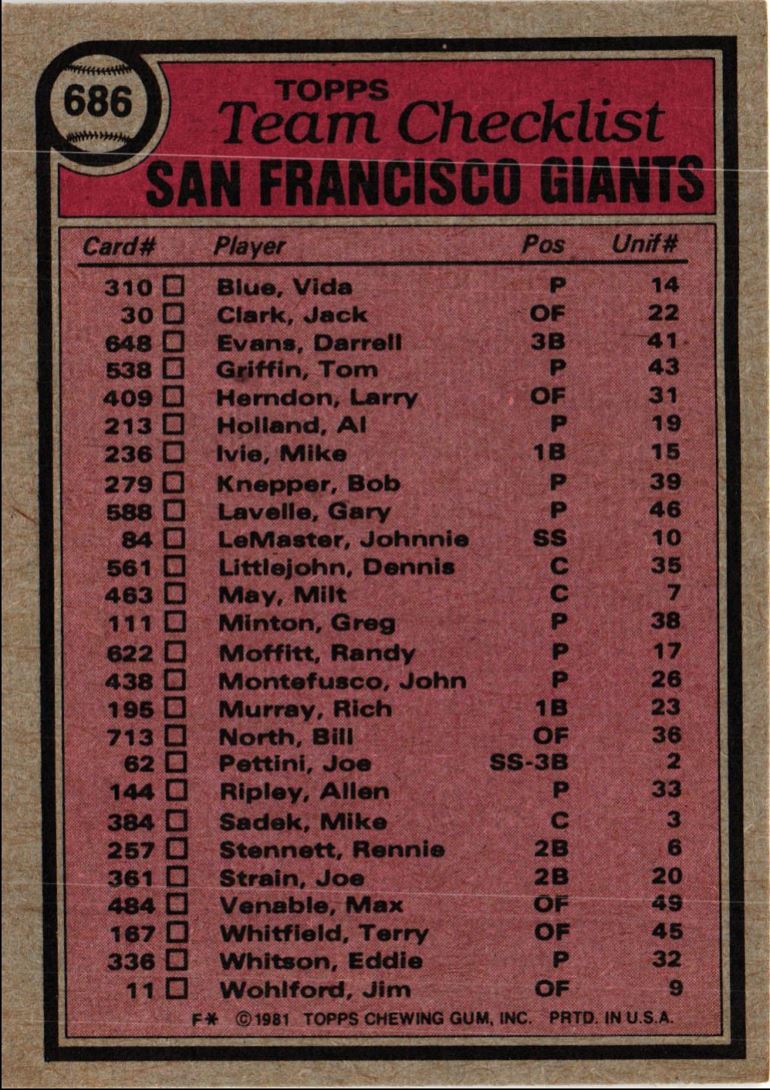 686
TOPPS
Team Checklist
SAN FRANCISCO GIANTS
Card# Player Pos Unif#
310 Blue, Vida P 14
30 Clark, Jack OF 22
648 Evans, Darrell 3B 41
538 Griffin, Tom P 43
409 Herndon, Larry OF 31
213 Holland, Al P 19
236 Ivie, Mike 1B 15
279 Knepper, Bob P 39
588 Lavelle, Gary P 46
84 LeMaster, Johnnie SS 10
561 Littlejohn, Dennis C 35
463 May, Milt C 7
111 Minton, Greg P 38
622 Moffitt, Randy P 17
438 Montefusco, John P 26
195 Murray, Rich 1B 23
713 North, Bill OF 36
62 Pettini, Joe SS-3B 2
144 Ripley, Allen P 33
384 Sadek, Mike C 3
257 Stennett, Rennie 2B 6
361 Strain, Joe 2B 20
484 Venable, Max OF 49
167 Whitfield, Terry OF 45
336 Whitson, Eddie P 32
11 Wohlford, Jim OF 9
F* ©1981 TOPPS CHEWING GUM, INC. PRTD. IN U.S.A.